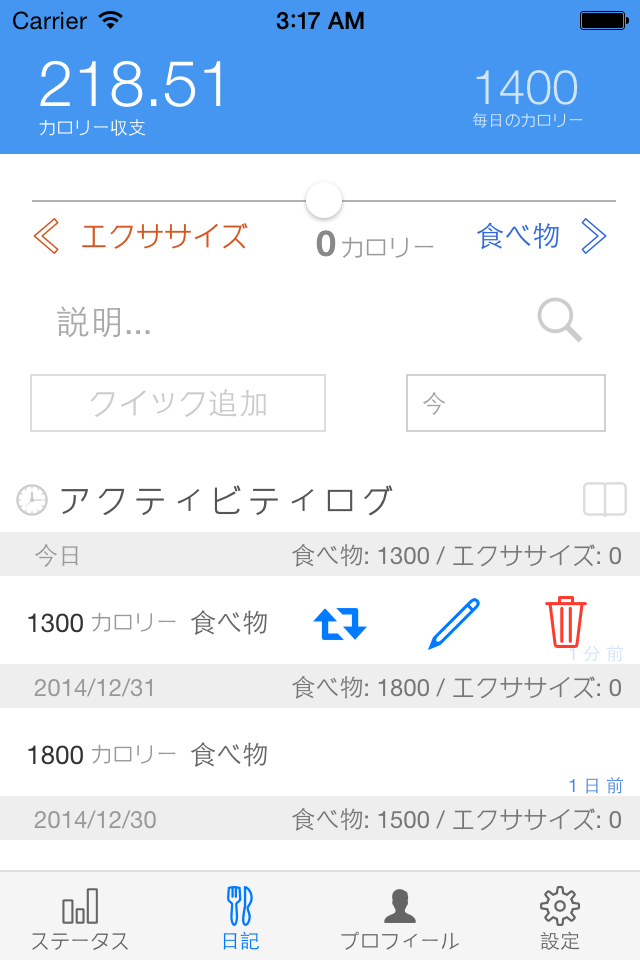 Carrier 3:17 AM
218.51 1400
カロリー収支 毎日のカロリー
エクササイズ 0 カロリー 食べ物
説明...
クイック追加 今
アクティビティログ
今日 食べ物: 1300 / エクササイズ: 0
1300 カロリー 食べ物
1 分 前
2014/12/31 食べ物: 1800 / エクササイズ: 0
1800 カロリー 食べ物
1 日 前
2014/12/30 食べ物: 1500 / エクササイズ: 0
ステータス 日記 プロフィール 設定